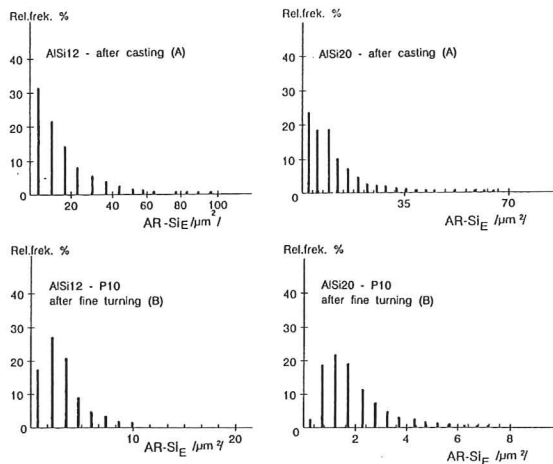 Rel.frek. %
AlSi12 - after casting (A)
40
30
20
10
0
20 40 60 80 100 120
AR-SiE /µm²/
Rel.frek. %
AlSi20 - after casting (A)
40
30
20
10
0
35 70
AR-SiE /µm²/
Rel.frek. %
AlSi12 - P10
after fine turning (B)
40
30
20
10
0
10 20
AR-SiE /µm²/
Rel.frek. %
AlSi20 - P10
after fine turning (B)
40
30
20
10
0
2 4 6 8
AR-SiE /µm²/